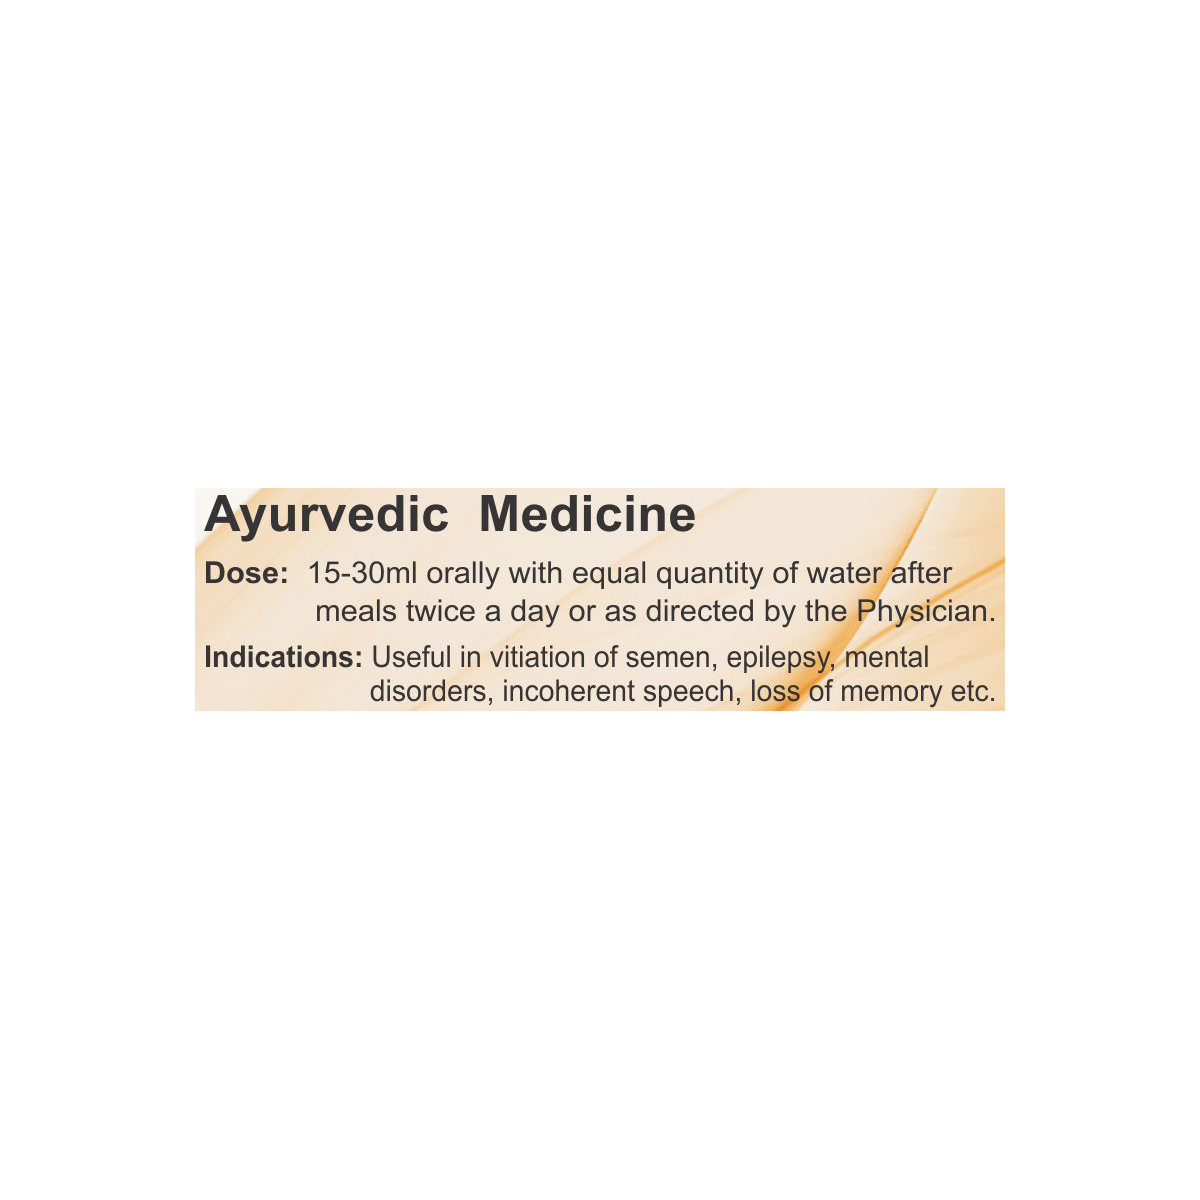 Ayurvedic Medicine
Dose: 15-30ml orally with equal quantity of water after
meals twice a day or as directed by the Physician.
Indications: Useful in vitiation of semen, epilepsy, mental
disorders, incoherent speech, loss of memory etc.